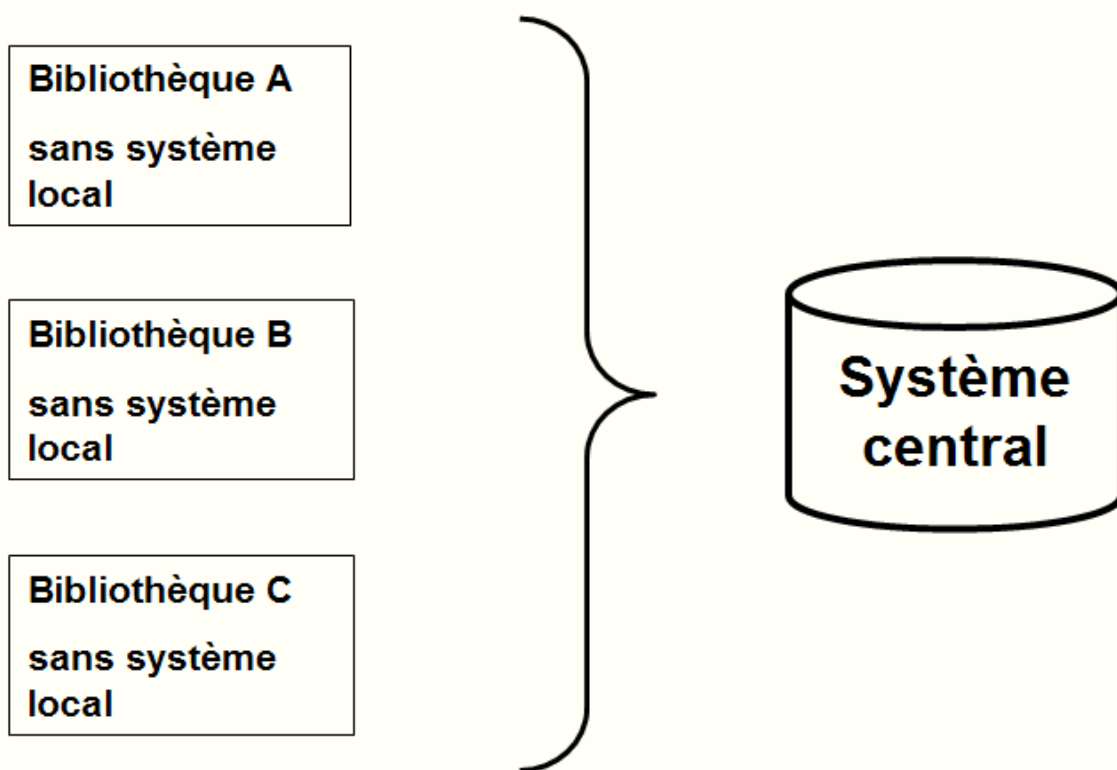 Bibliothèque A
sans système
local
Bibliothèque B
sans système
local
Bibliothèque C
sans système
local
Système
central